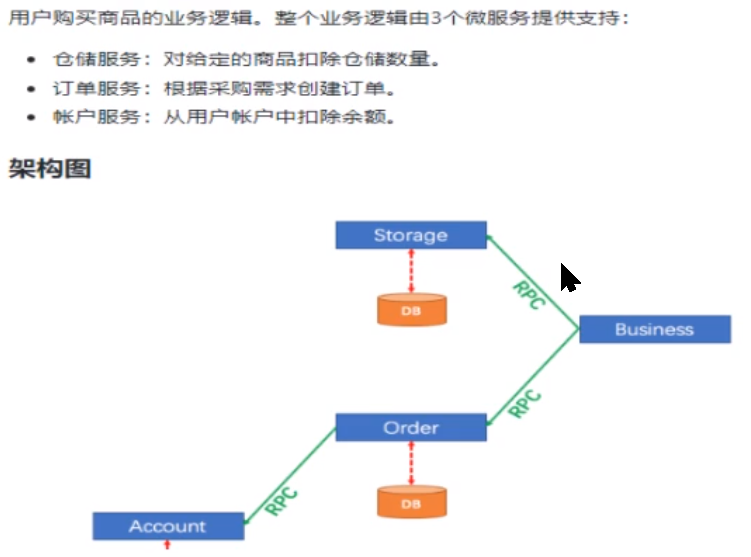 用户购买商品的业务逻辑。整个业务逻辑由3个微服务提供支持：
仓储服务：对给定的商品扣除仓储数量。
订单服务：根据采购需求创建订单。
帐户服务：从用户帐户中扣除余额。
架构图
Storage
RPC
DB
Business
RPC
Order
DB
RPC
Account